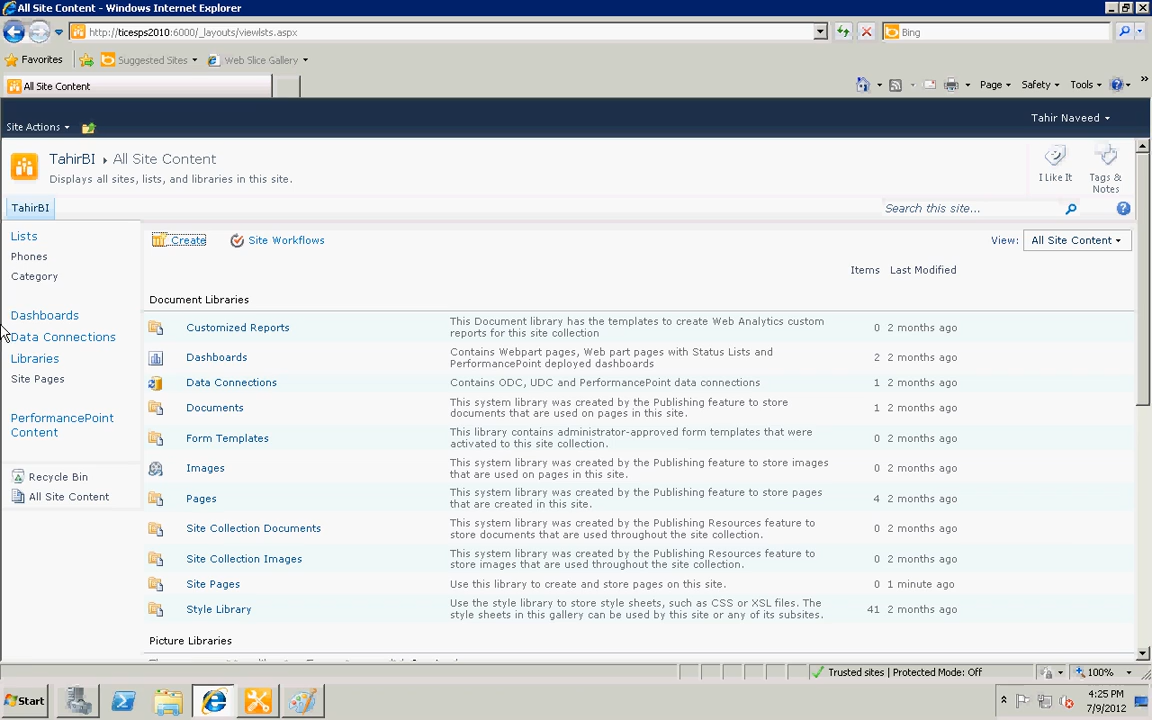 All Site Content - Windows Internet Explorer
http://ticesps2010:6000/_layouts/viewlsts.aspx
Bing
Favorites
Suggested Sites
Web Slice Gallery
All Site Content
Page
Safety
Tools
Site Actions
Tahir Naveed
TahirBI
All Site Content
Displays all sites, lists, and libraries in this site.
I Like It
Tags &
Notes
TahirBI
Search this site...
Lists
Phones
Category
Dashboards
Data Connections
Libraries
Site Pages
PerformancePoint
Content
Recycle Bin
All Site Content
Create
Site Workflows
View:
All Site Content
Items
Last Modified
Document Libraries
Customized Reports
This Document library has the templates to create Web Analytics custom
reports for this site collection
0 2 months ago
Dashboards
Contains Webpart pages, Web part pages with Status Lists and
PerformancePoint deployed dashboards
2 2 months ago
Data Connections
Contains ODC, UDC and PerformancePoint data connections
1 2 months ago
Documents
This system library was created by the Publishing feature to store
documents that are used on pages in this site.
1 2 months ago
Form Templates
This library contains administrator-approved form templates that were
activated to this site collection.
0 2 months ago
Images
This system library was created by the Publishing feature to store images
that are used on pages in this site.
0 2 months ago
Pages
This system library was created by the Publishing feature to store pages
that are created in this site.
4 2 months ago
Site Collection Documents
This system library was created by the Publishing Resources feature to
store documents that are used throughout the site collection.
0 2 months ago
Site Collection Images
This system library was created by the Publishing Resources feature to
store images that are used throughout the site collection.
0 2 months ago
Site Pages
Use this library to create and store pages on this site.
0 1 minute ago
Style Library
Use the style library to store style sheets, such as CSS or XSL files. The
style sheets in this gallery can be used by this site or any of its subsites.
41 2 months ago
Picture Libraries
Trusted sites | Protected Mode: Off
100%
Start
4:25 PM
7/9/2012